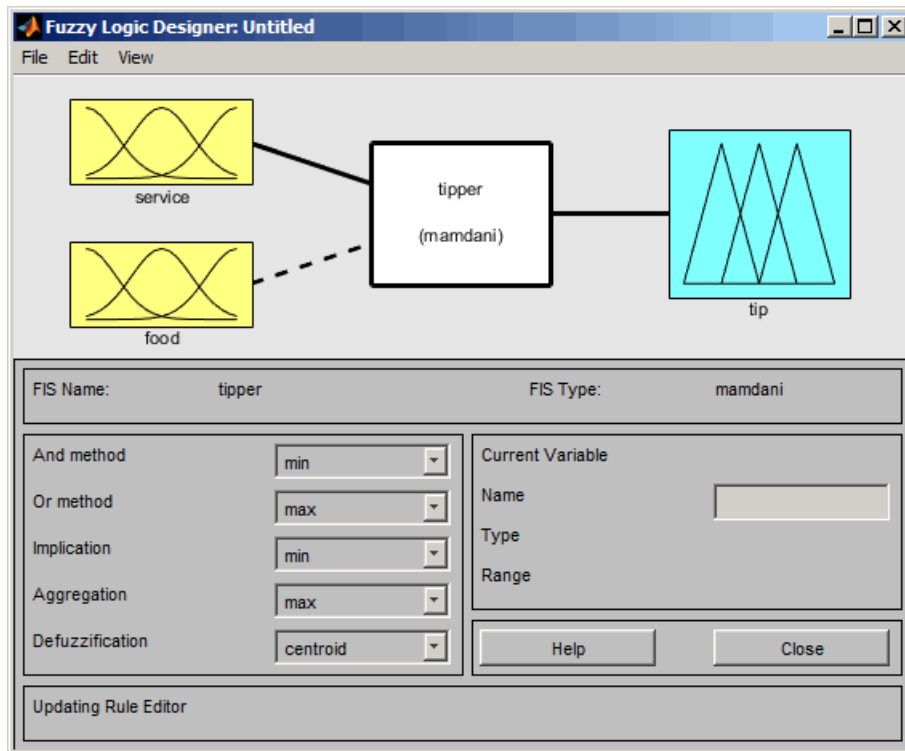 Fuzzy Logic Designer: Untitled
File Edit View
service
food
tipper
(mamdani)
tip
FIS Name: tipper FIS Type: mamdani
And method min
Or method max
Implication min
Aggregation max
Defuzzification centroid
Current Variable
Name
Type
Range
Help Close
Updating Rule Editor